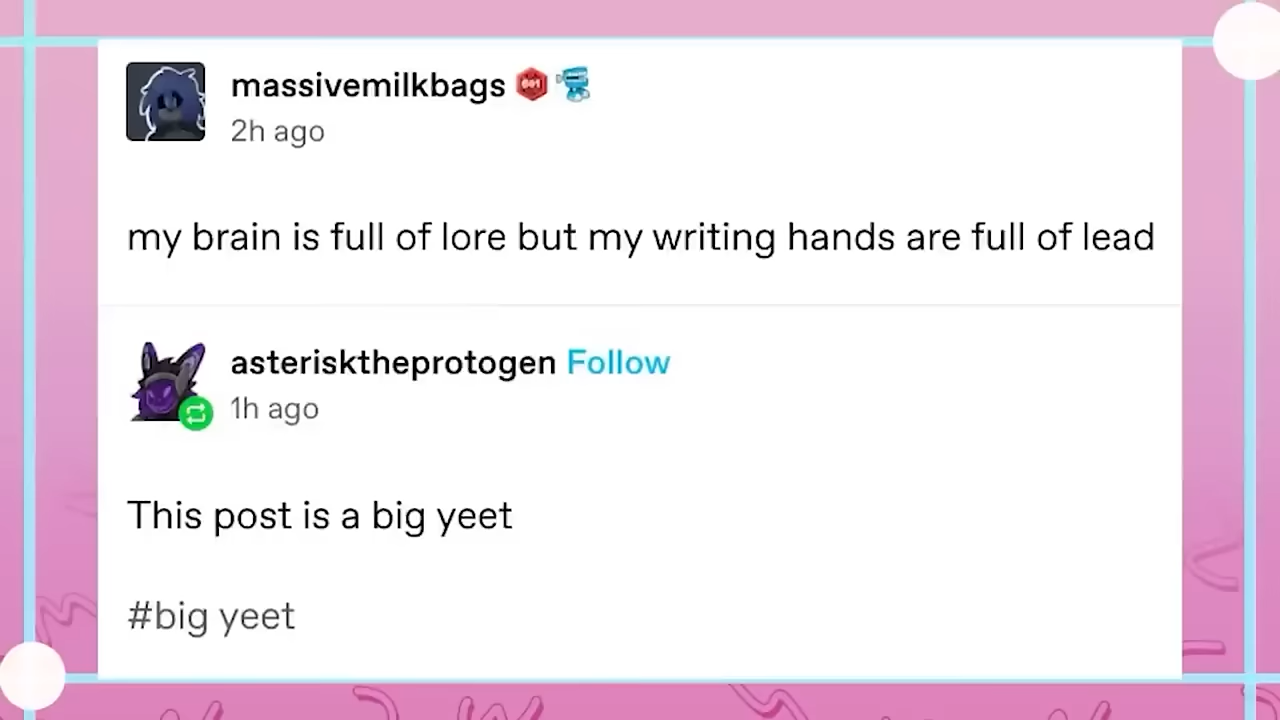 massivemilkbags
2h ago
my brain is full of lore but my writing hands are full of lead
asterisktheprotogen Follow
1h ago
This post is a big yeet
#big yeet